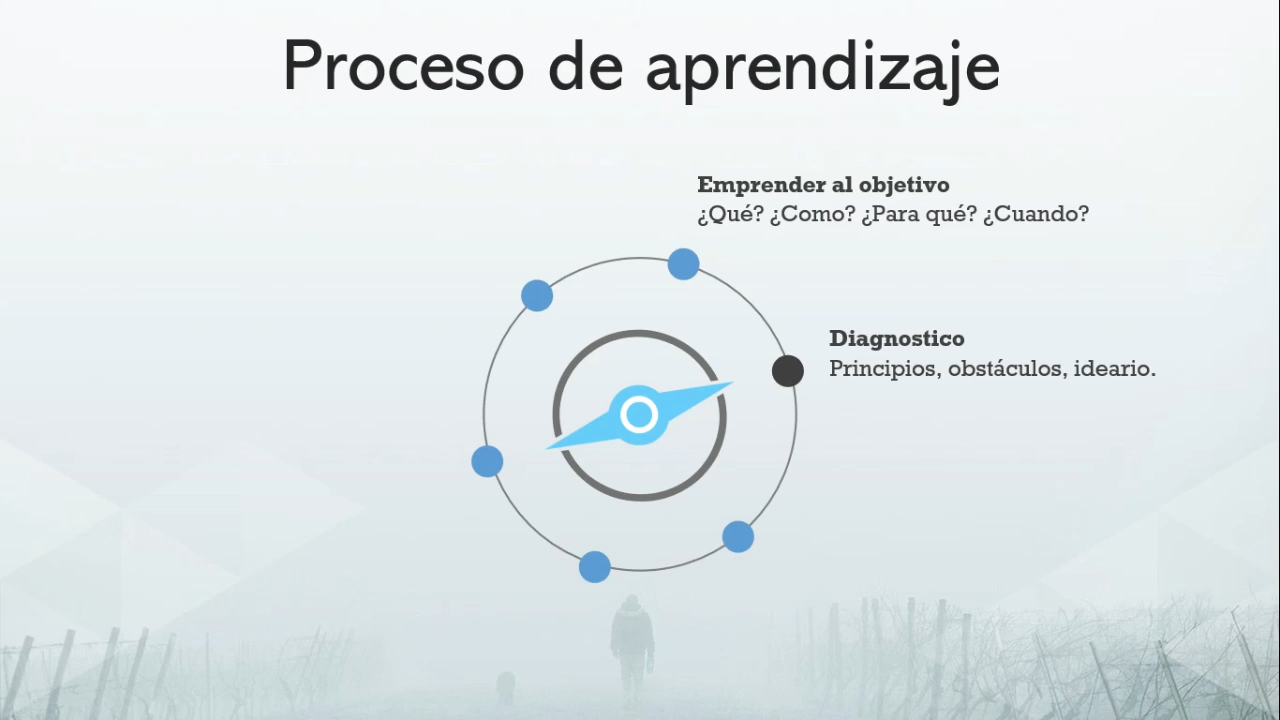 Proceso de aprendizaje
Emprender al objetivo
¿Qué? ¿Como? ¿Para qué? ¿Cuando?
Diagnostico
Principios, obstáculos, ideario.